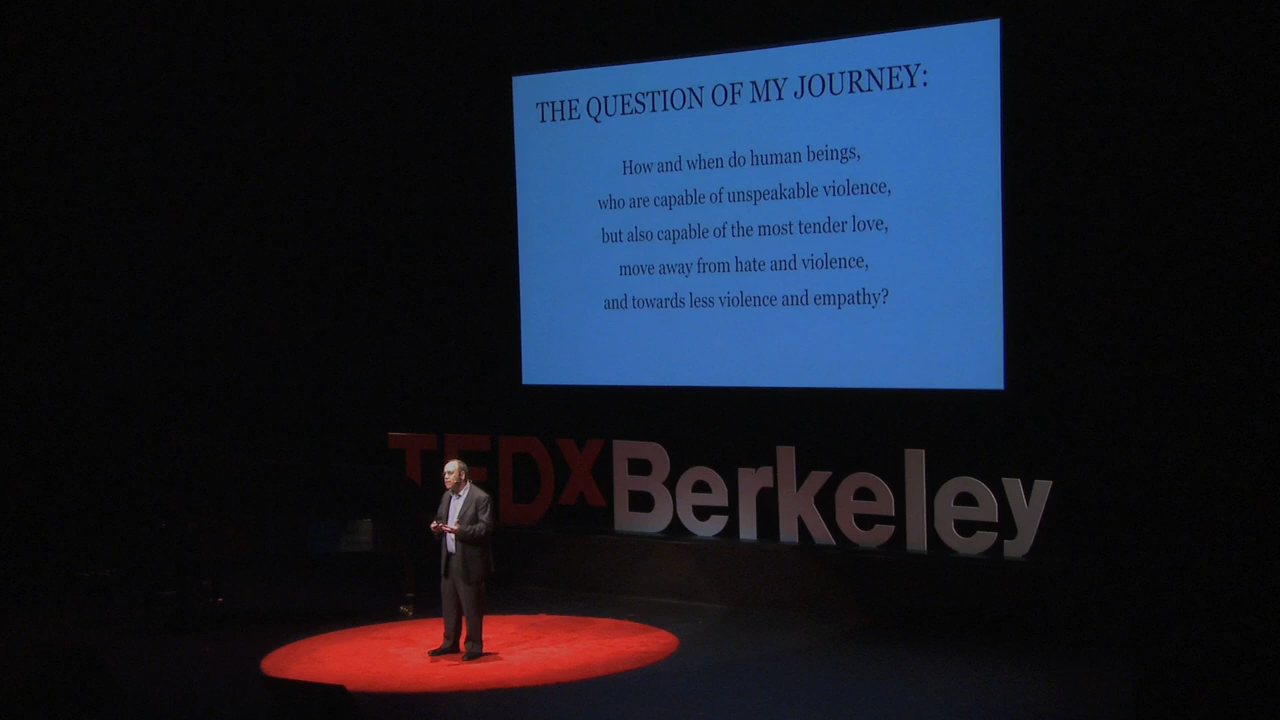 THE QUESTION OF MY JOURNEY:
How and when do human beings,
who are capable of unspeakable violence,
but also capable of the most tender love,
move away from hate and violence,
and towards less violence and empathy?
TEDxBerkeley